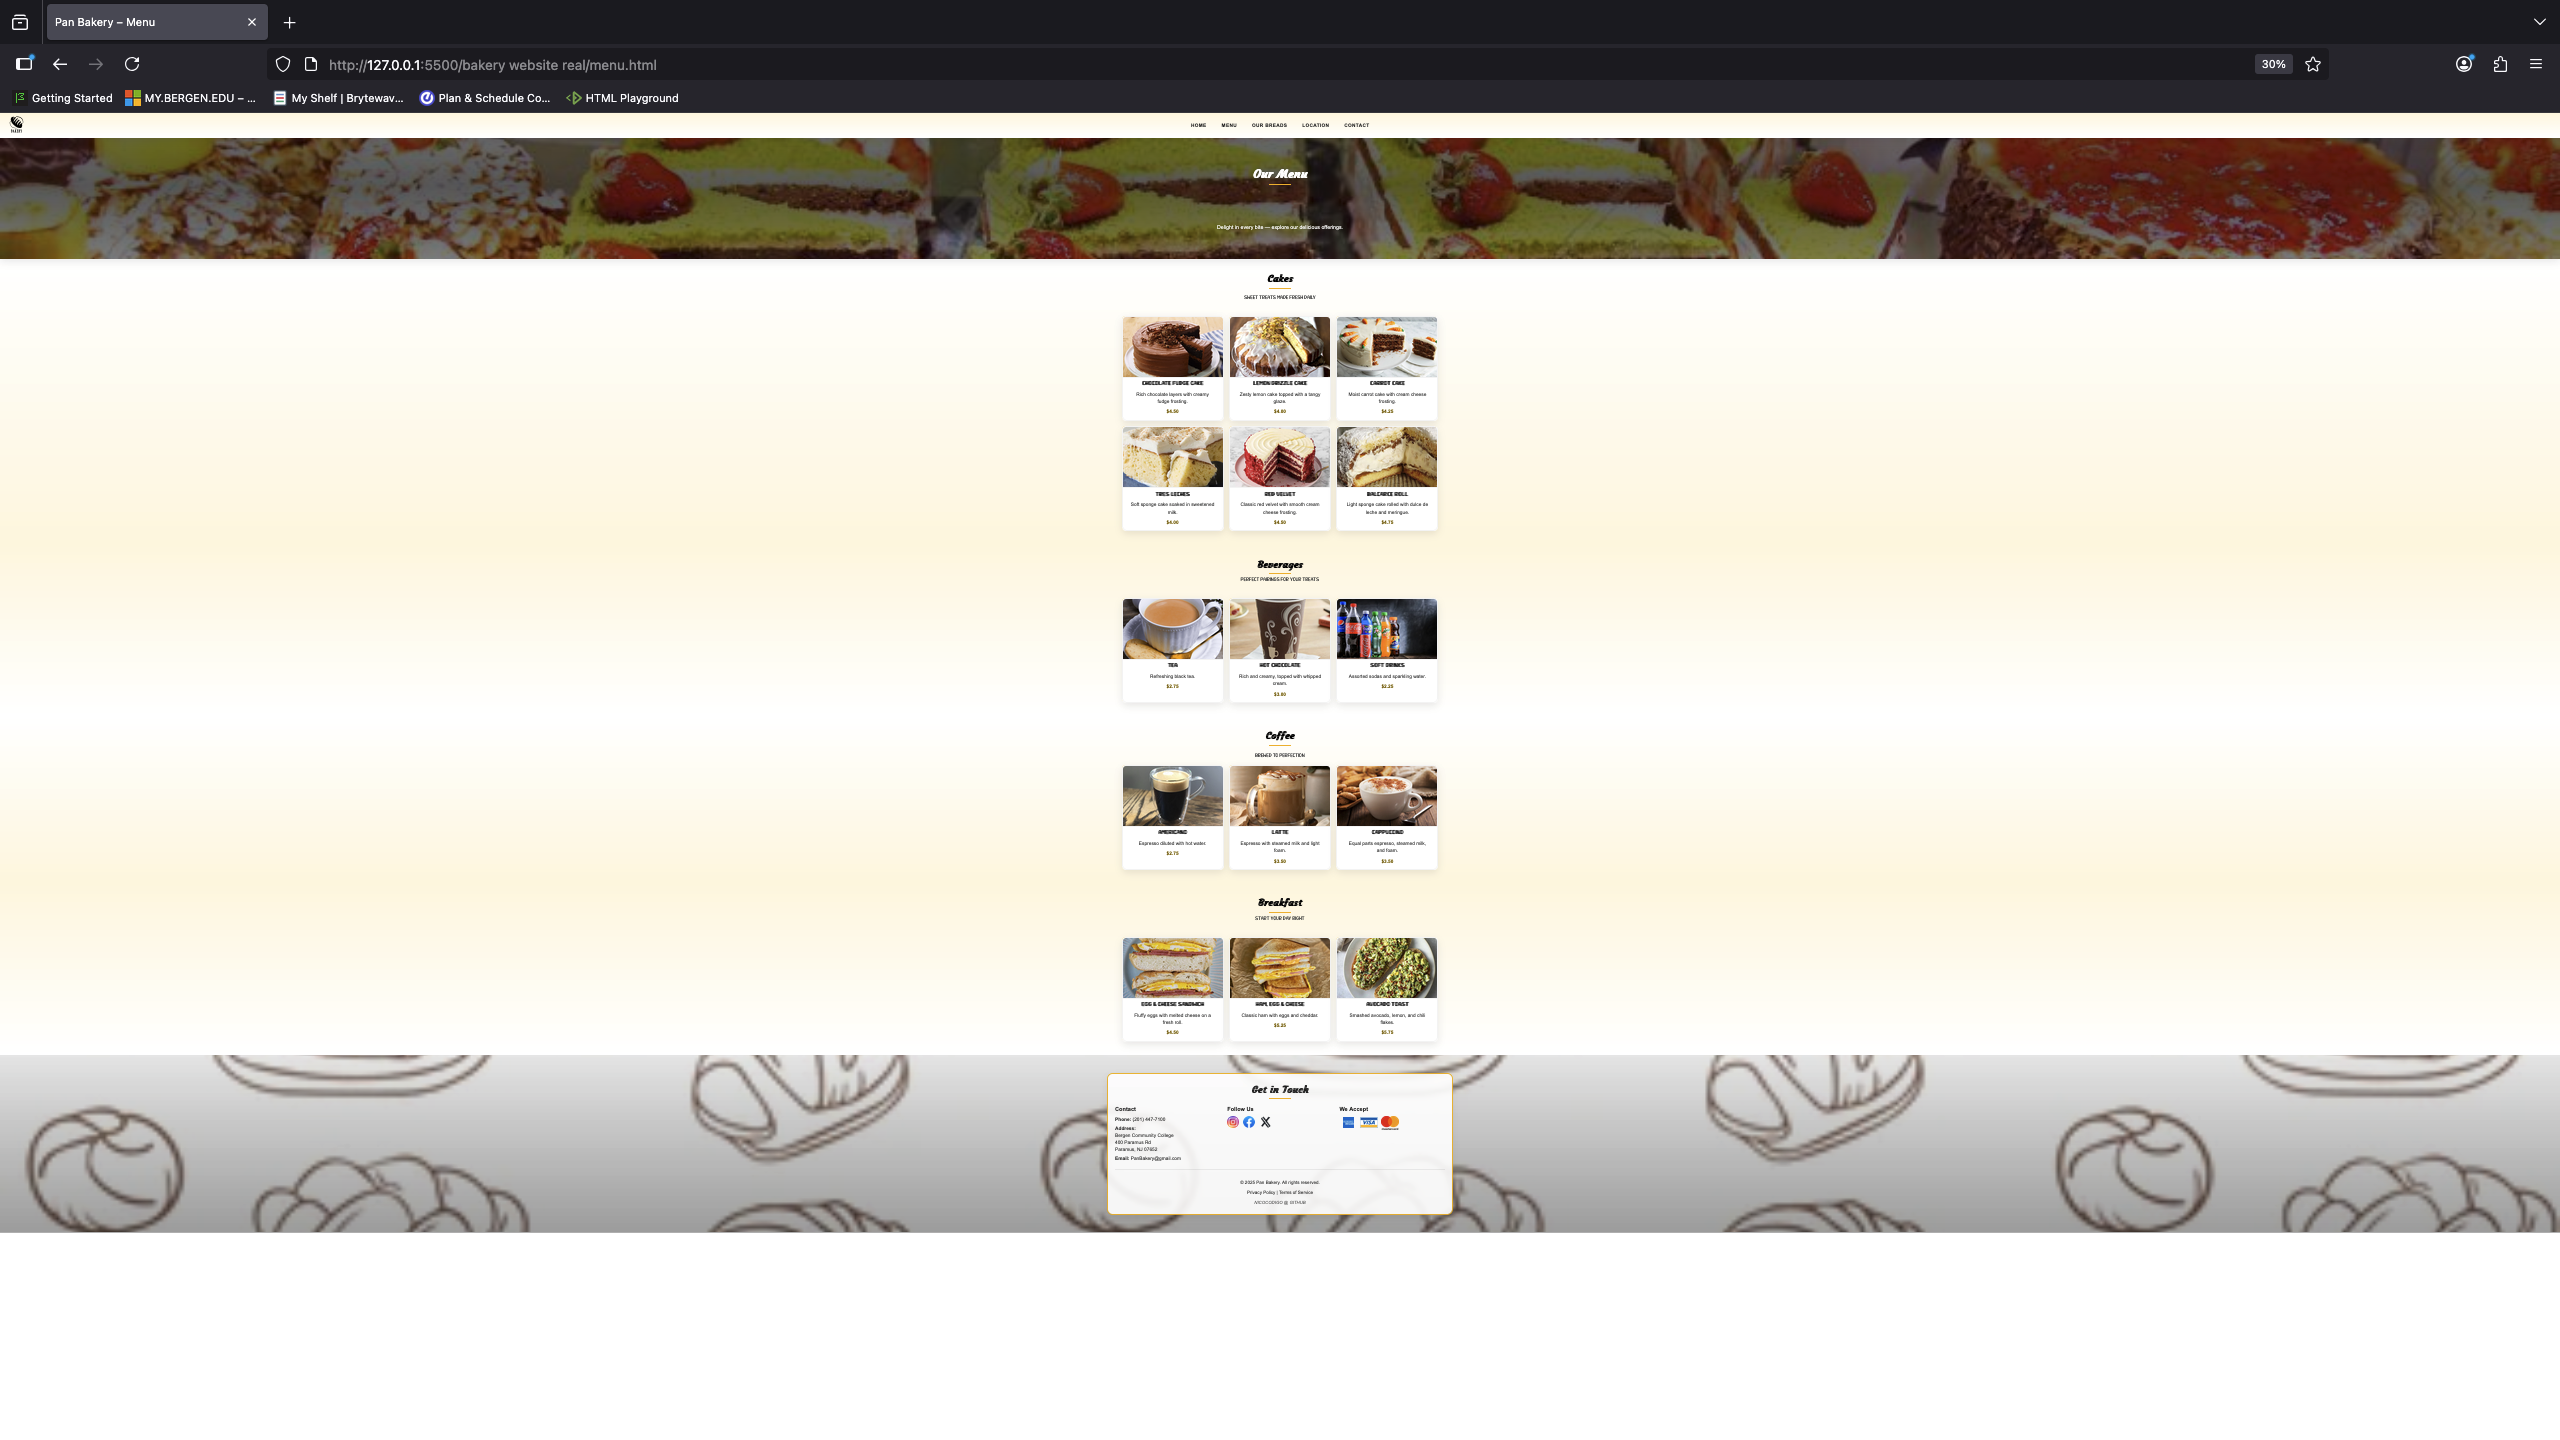 Pan Bakery – Menu
http://127.0.0.1:5500/bakery website real/menu.html
30%
Getting Started
MY.BERGEN.EDU – ...
My Shelf | Brytewav...
Plan & Schedule Co...
HTML Playground
HOME MENU OUR BREADS LOCATION CONTACT
Our Menu
Delight in every bite — explore our delicious offerings.
Cakes
SWEET TREATS MADE FRESH DAILY
CHOCOLATE FUDGE CAKE
Rich chocolate layers with creamy
fudge frosting.
$4.50
LEMON DRIZZLE CAKE
Zesty lemon cake topped with a tangy
glaze.
$4.00
CARROT CAKE
Moist carrot cake with cream cheese
frosting.
$4.25
TRES LECHES
Soft sponge cake soaked in sweetened
milk.
$4.00
RED VELVET
Classic red velvet with smooth cream
cheese frosting.
$4.50
BALCARCE ROLL
Light sponge cake rolled with dulce de
leche and meringue.
$4.75
Beverages
PERFECT PAIRINGS FOR YOUR TREATS
TEA
Refreshing black tea.
$2.75
HOT CHOCOLATE
Rich and creamy, topped with whipped
cream.
$3.00
SOFT DRINKS
Assorted sodas and sparkling water.
$2.25
Coffee
BREWED TO PERFECTION
AMERICANO
Espresso diluted with hot water.
$2.75
LATTE
Espresso with steamed milk and light
foam.
$3.50
CAPPUCCINO
Equal parts espresso, steamed milk,
and foam.
$3.50
Breakfast
START YOUR DAY RIGHT
EGG & CHEESE SANDWICH
Fluffy eggs with melted cheese on a
fresh roll.
$4.50
HAM, EGG & CHEESE
Classic ham with eggs and cheddar.
$5.25
AVOCADO TOAST
Smashed avocado, lemon, and chili
flakes.
$5.75
Get in Touch
Contact
Phone: (201) 447-7100
Address:
Bergen Community College
400 Paramus Rd
Paramus, NJ 07652
Email: PanBakery@gmail.com
Follow Us
We Accept
VISA
© 2025 Pan Bakery. All rights reserved.
Privacy Policy | Terms of Service